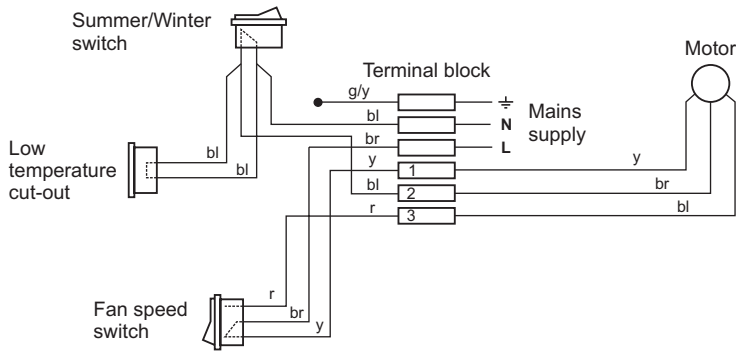 Summer/Winter
switch
Motor
Terminal block
g/y
bl
N
Mains
supply
br
L
Low
temperature
cut-out
bl
bl
y
1
y
bl
2
br
r
3
bl
Fan speed
switch
r
br
y